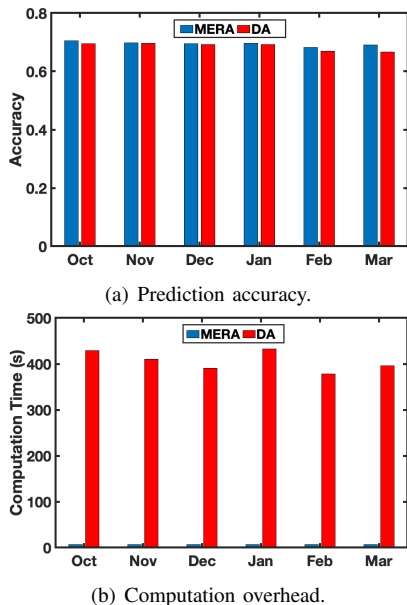 0.8
MERA DA
0.6
0.4
0.2
0
Accuracy
Oct Nov Dec Jan Feb Mar
(a) Prediction accuracy.
500
MERA DA
400
300
200
100
0
Computation Time (s)
Oct Nov Dec Jan Feb Mar
(b) Computation overhead.